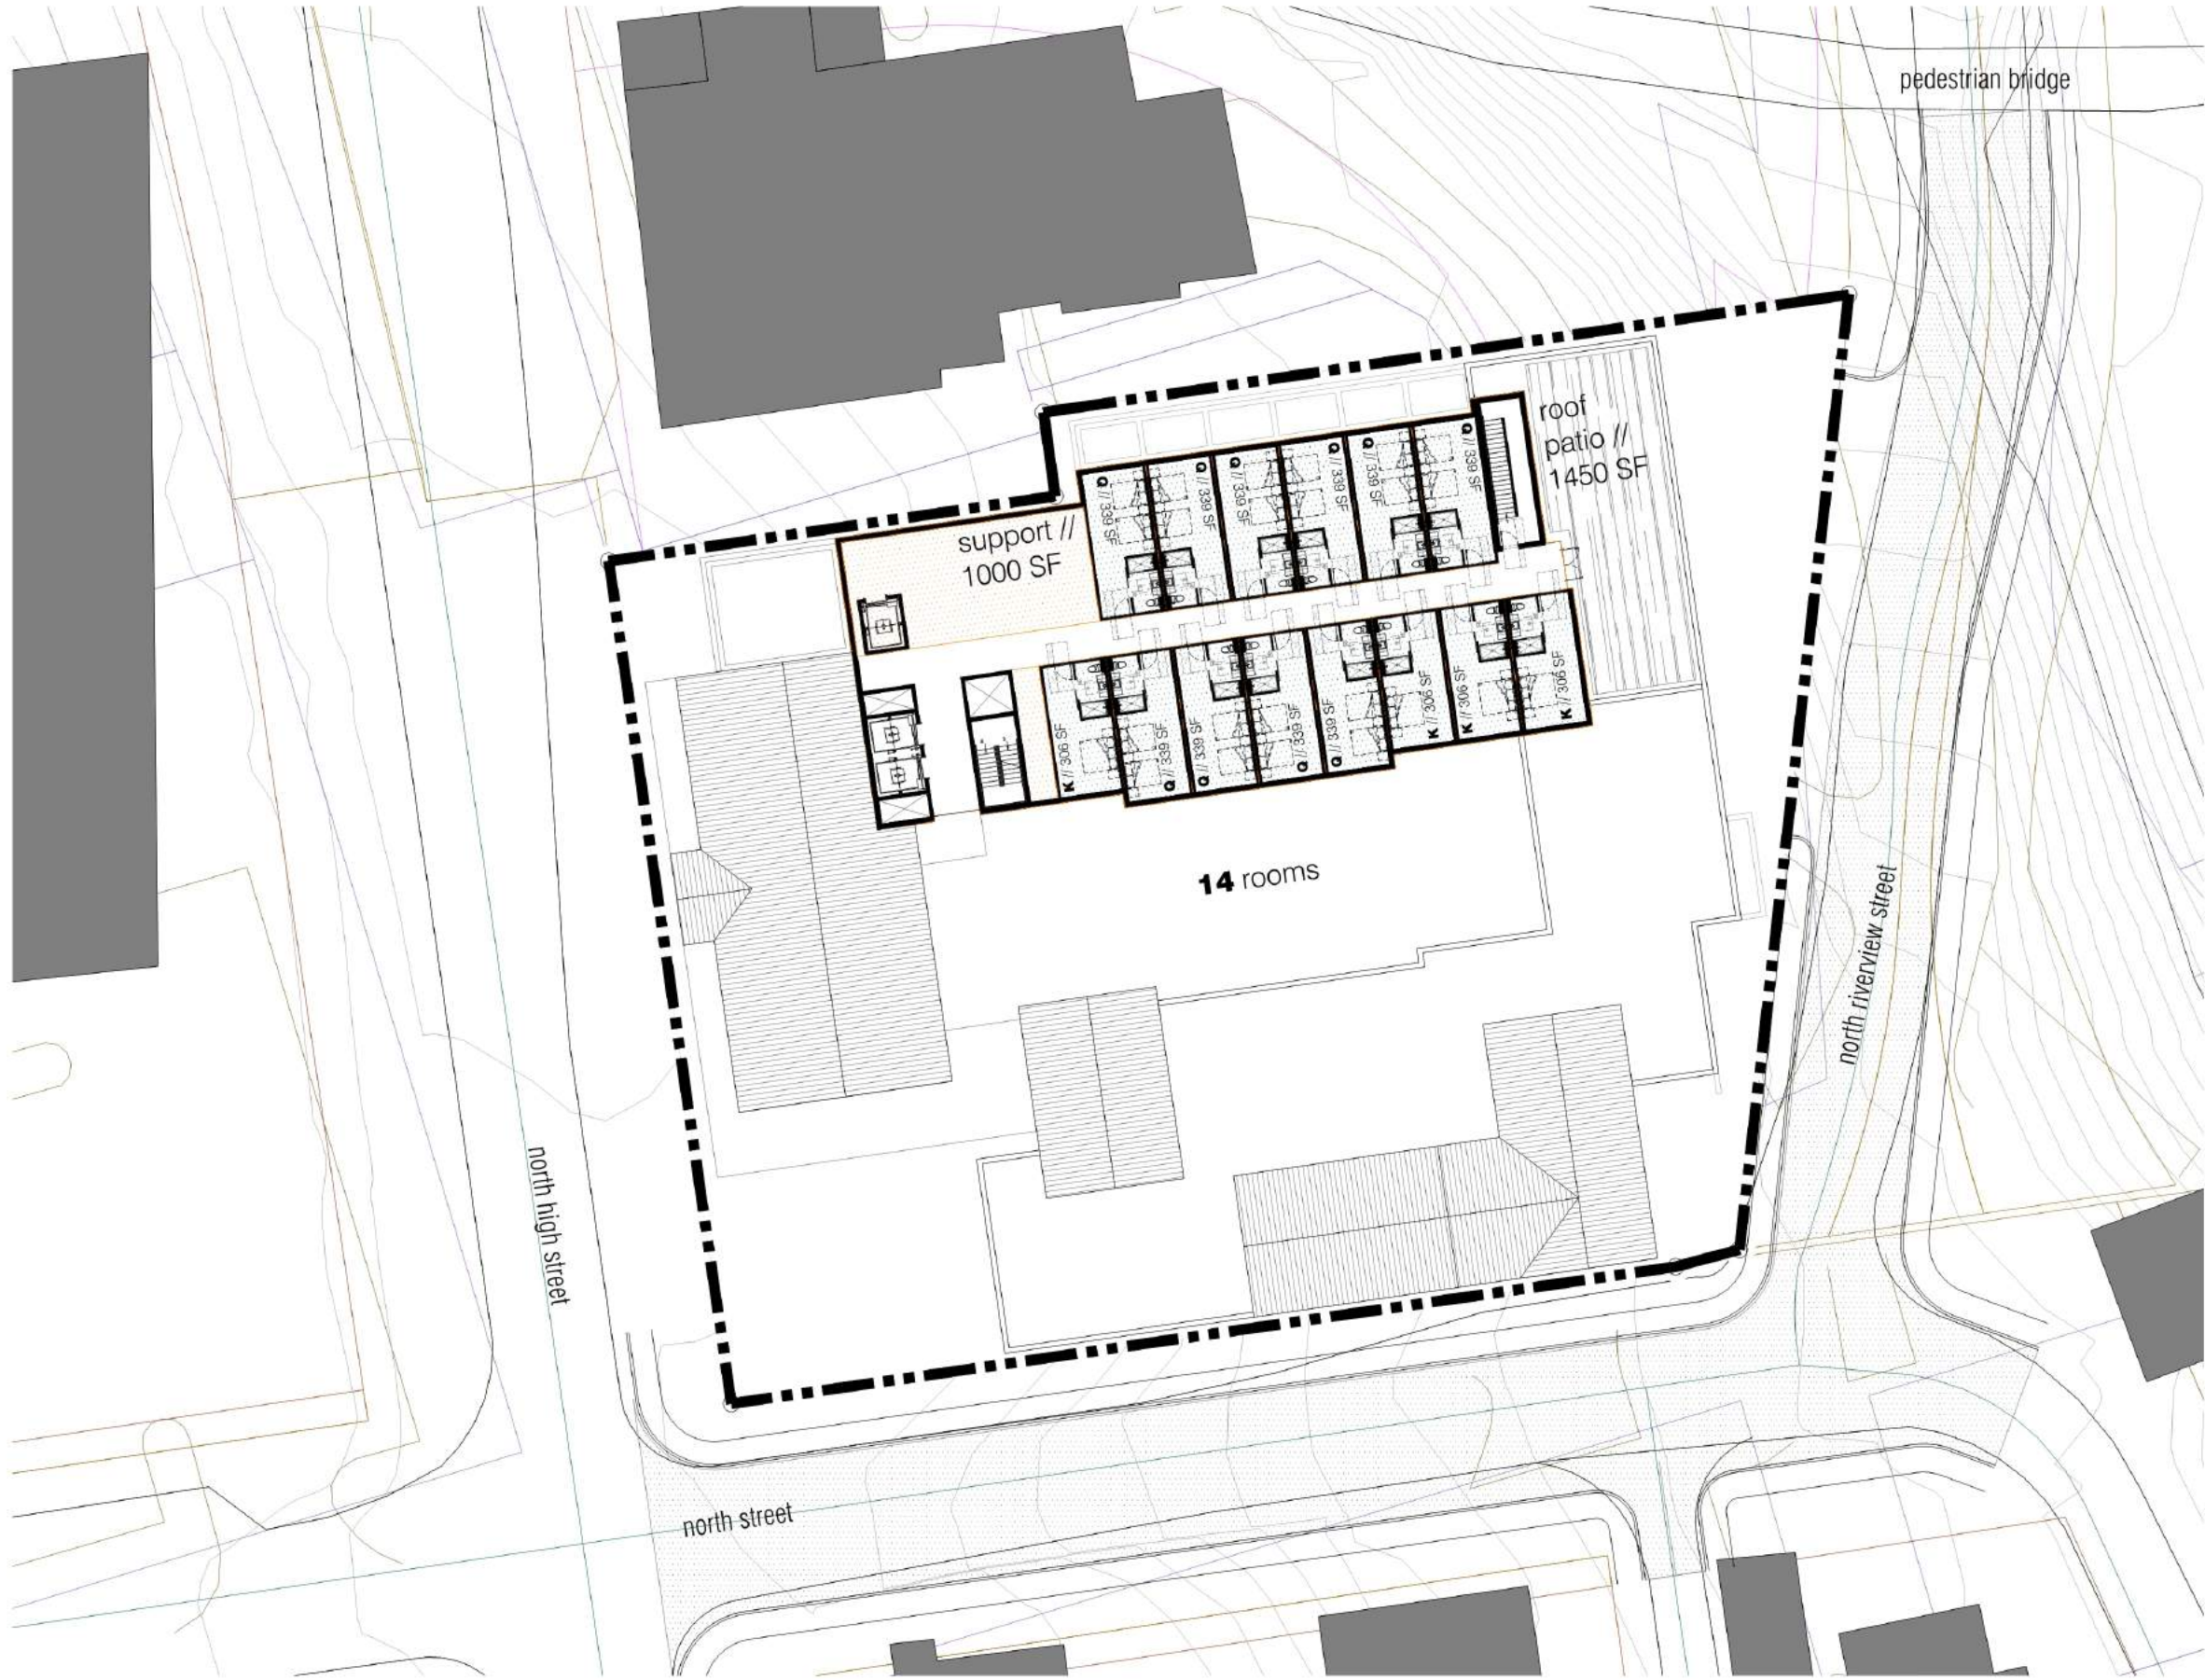 pedestrian bridge
roof
patio //
1450 SF
support //
1000 SF
Q // 339 SF
Q // 339 SF
Q // 339 SF
Q // 339 SF
Q // 339 SF
Q // 339 SF
K // 306 SF
Q // 339 SF
Q // 339 SF
Q // 339 SF
Q // 339 SF
K // 306 SF
K // 306 SF
K // 306 SF
14 rooms
north riverview street
north high street
north street